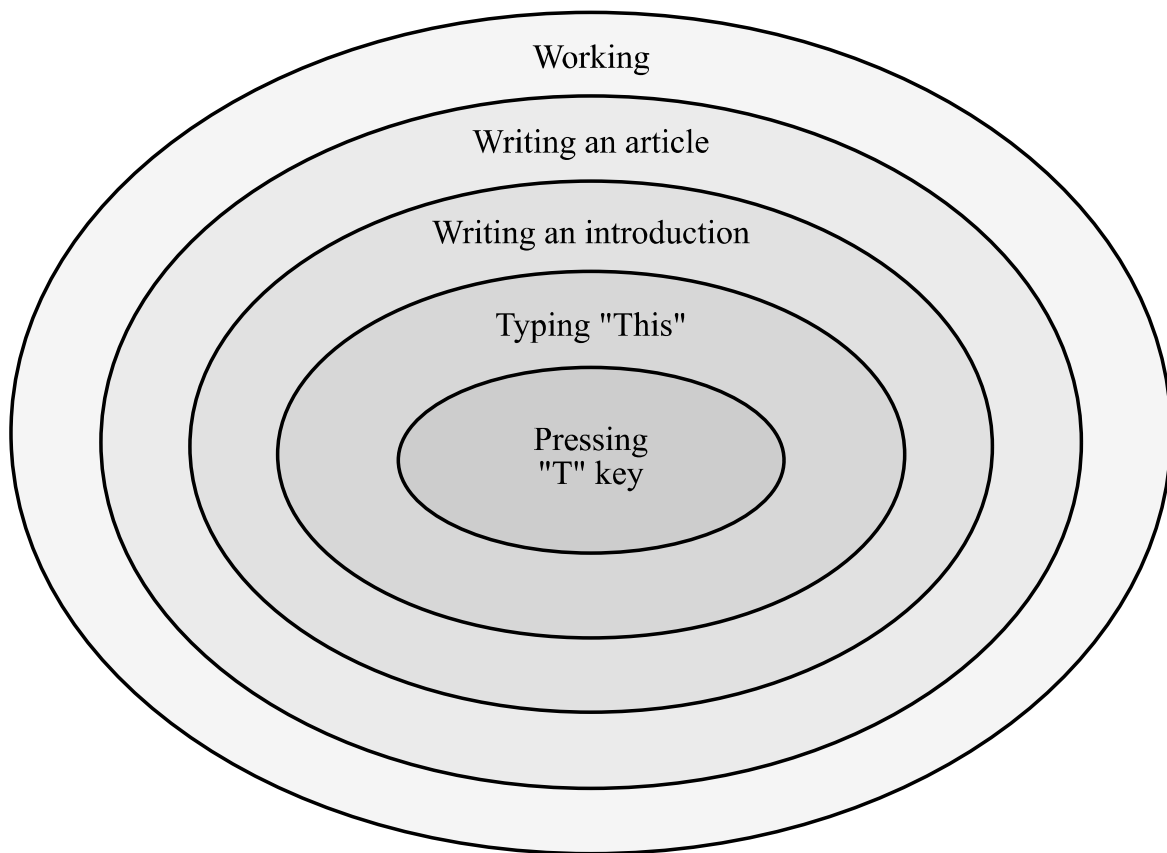 Working
Writing an article
Writing an introduction
Typing "This"
Pressing
"T" key